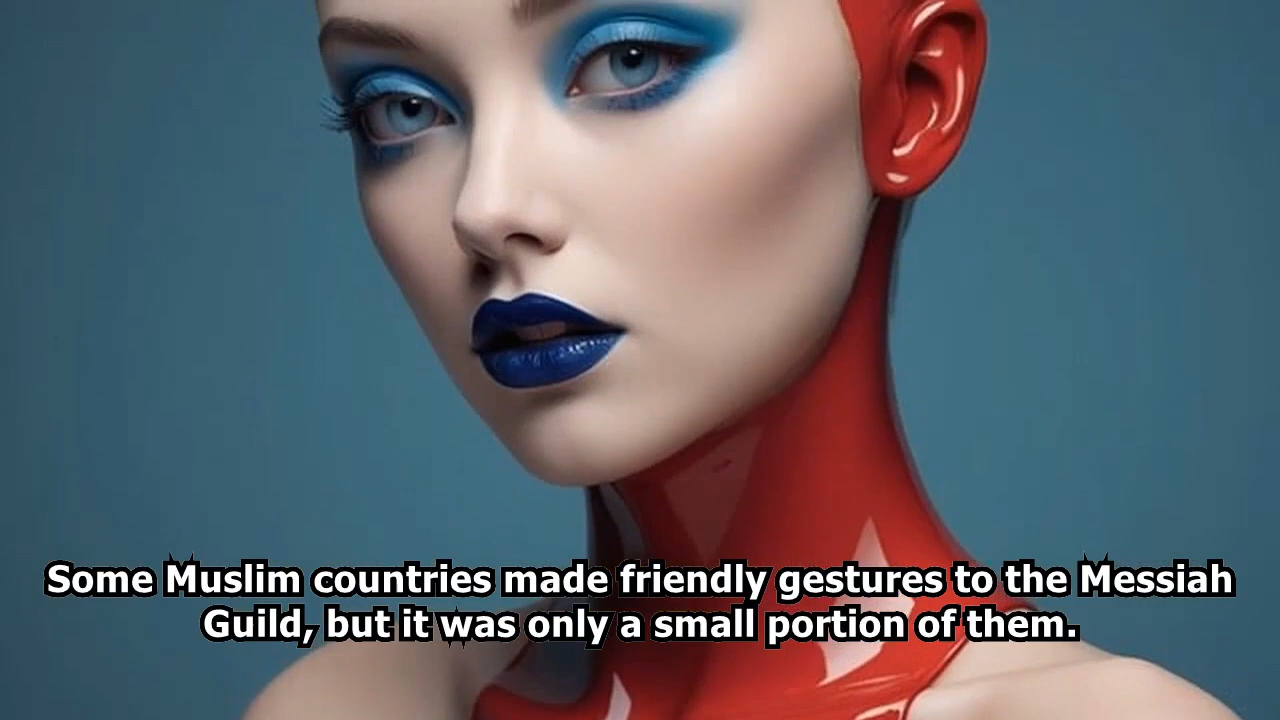 Some Muslim countries made friendly gestures to the Messiah
Guild, but it was only a small portion of them.